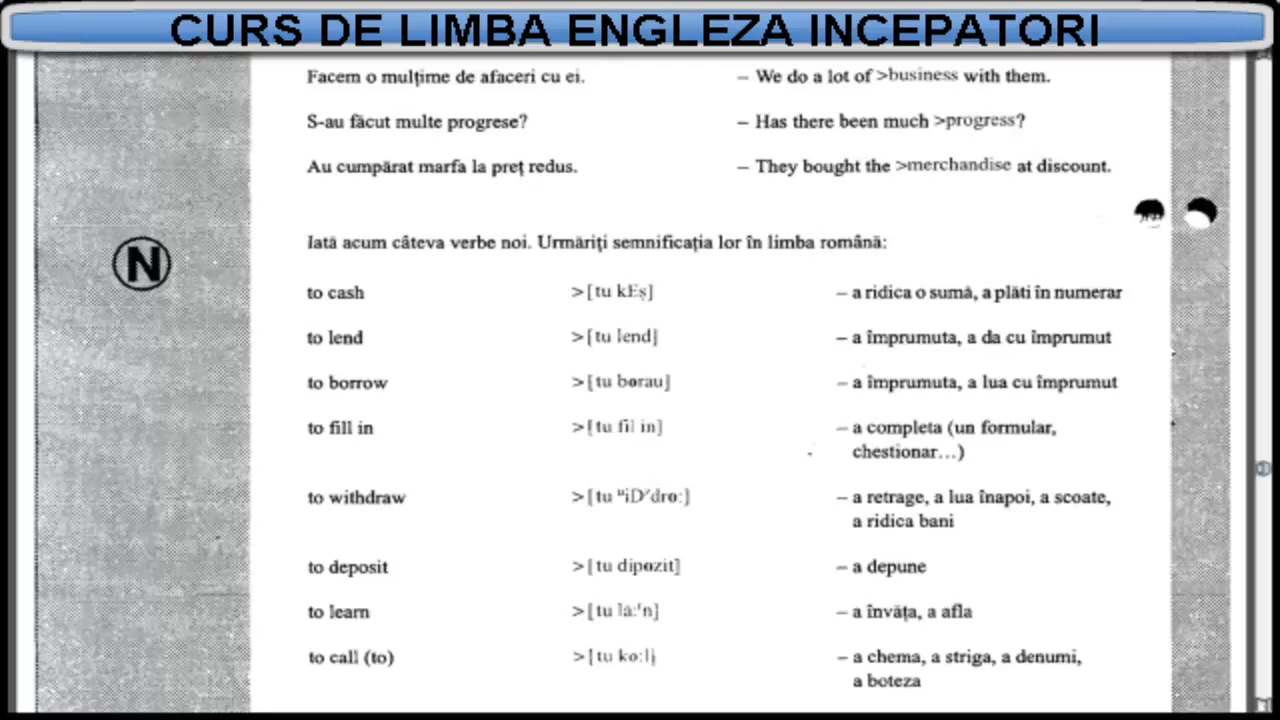 CURS DE LIMBA ENGLEZA INCEPATORI
Facem o mulțime de afaceri cu ei. – We do a lot of >business with them.
S-au făcut multe progrese? – Has there been much >progress?
Au cumpărat marfa la preț redus. – They bought the >merchandise at discount.
N
Iată acum câteva verbe noi. Urmăriți semnificația lor în limba română:
to cash >[tu kEș] – a ridica o sumă, a plăti în numerar
to lend >[tu lend] – a împrumuta, a da cu împrumut
to borrow >[tu borau] – a împrumuta, a lua cu împrumut
to fill in >[tu fil in] – a completa (un formular,
chestionar...)
to withdraw >[tu ᵘiD'dro:] – a retrage, a lua înapoi, a scoate,
a ridica bani
to deposit >[tu dipozit] – a depune
to learn >[tu lă:ʳn] – a învăța, a afla
to call (to) >[tu ko:l] – a chema, a striga, a denumi,
a boteza